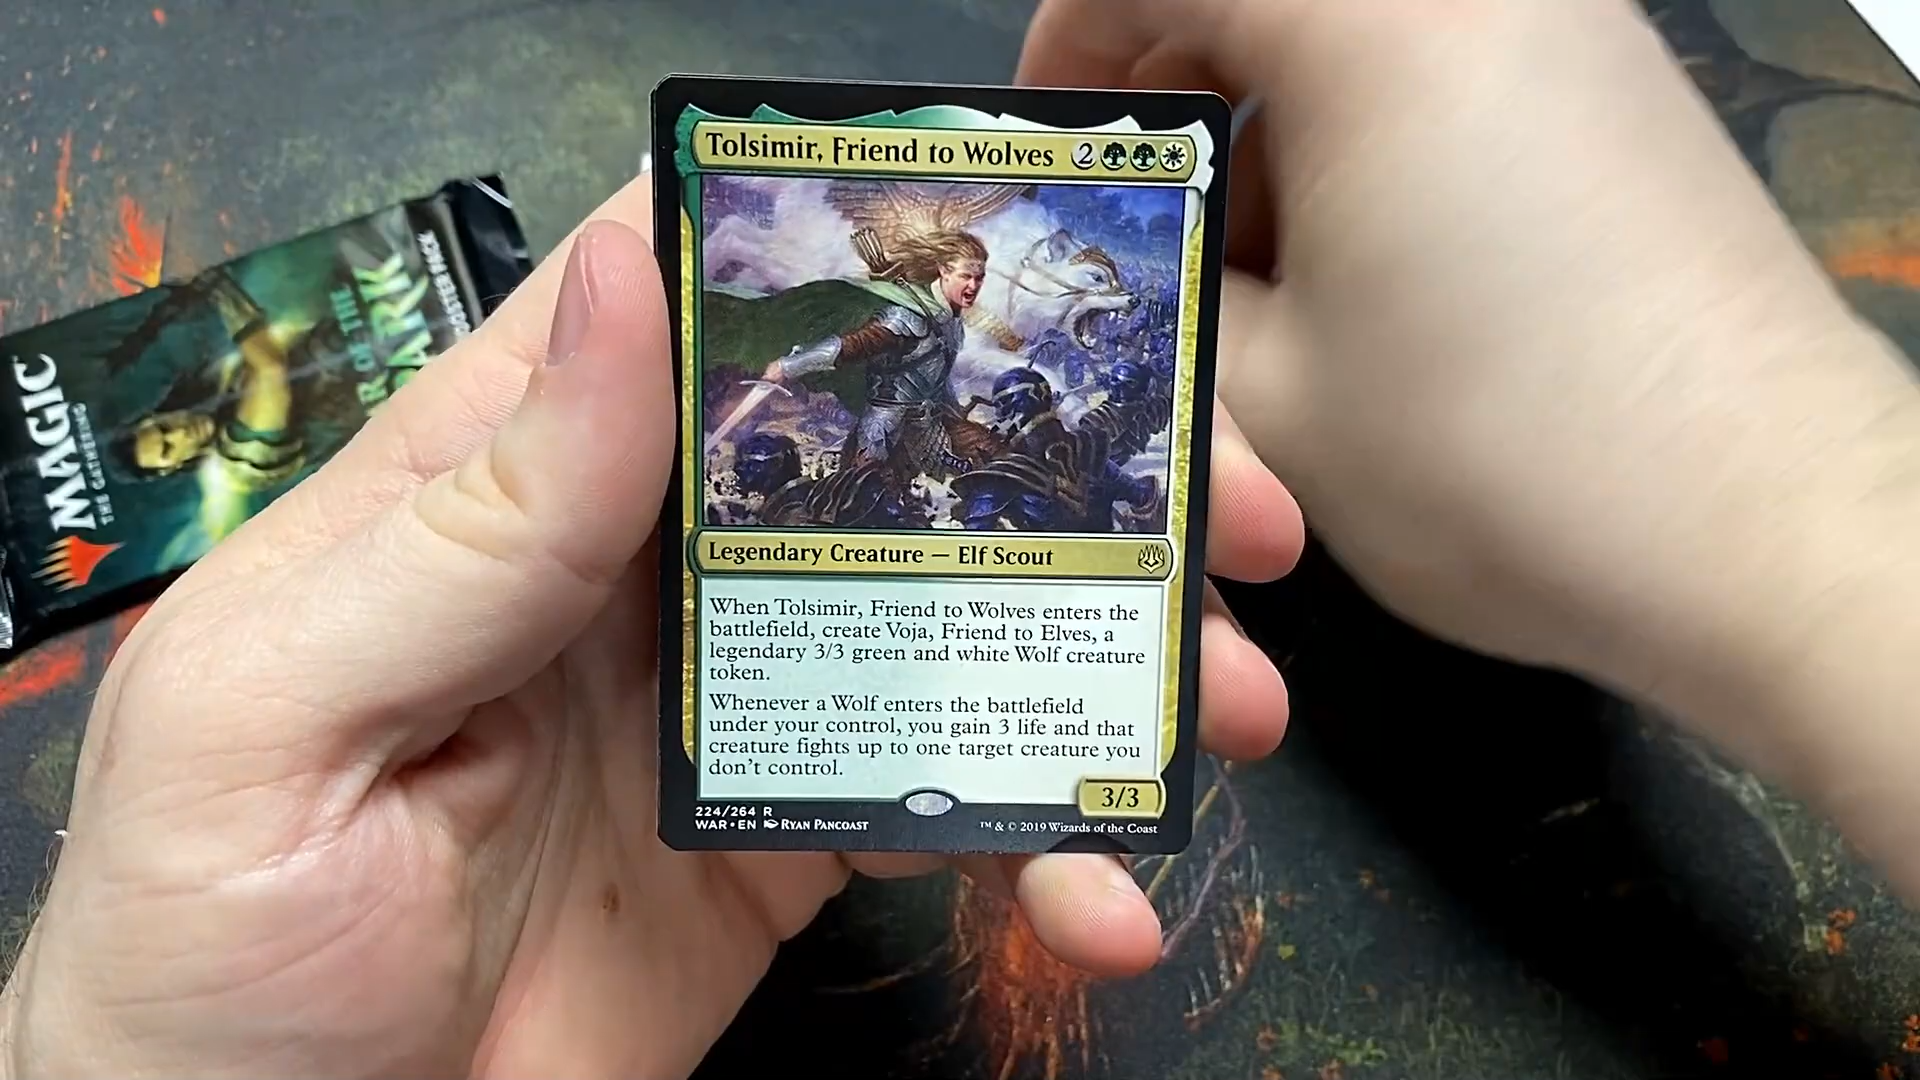 Tolsimir, Friend to Wolves 2
Legendary Creature — Elf Scout
When Tolsimir, Friend to Wolves enters the
battlefield, create Voja, Friend to Elves, a
legendary 3/3 green and white Wolf creature
token.
Whenever a Wolf enters the battlefield
under your control, you gain 3 life and that
creature fights up to one target creature you
don't control.
3/3
224/264 R
WAR • EN Ryan Pancoast
™ & © 2019 Wizards of the Coast
MAGIC
THE GATHERING
OF THE